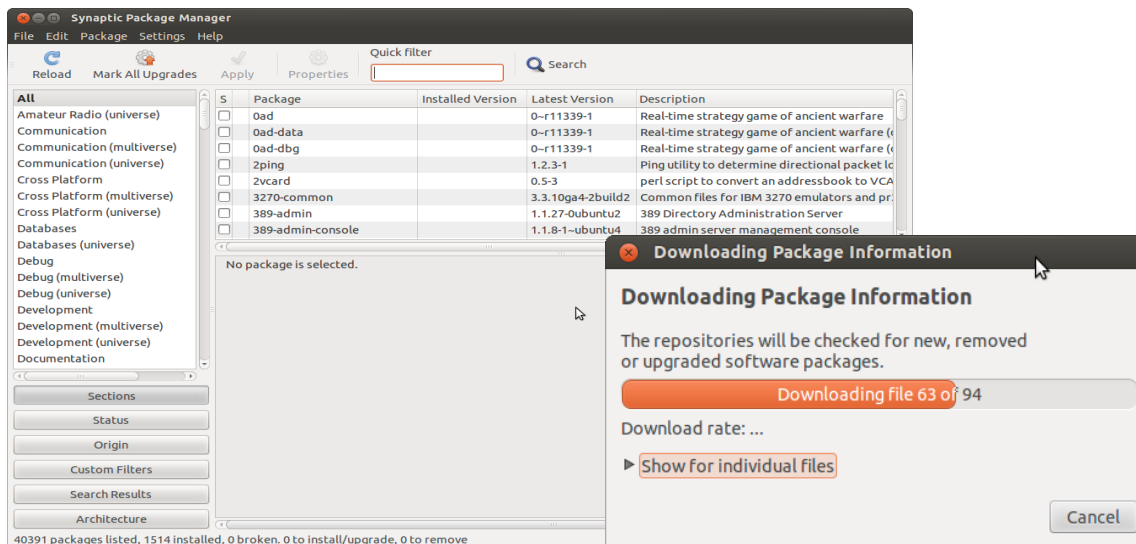 Synaptic Package Manager
File Edit Package Settings Help
Reload Mark All Upgrades Apply Properties Quick filter Search
All
Amateur Radio (universe)
Communication
Communication (multiverse)
Communication (universe)
Cross Platform
Cross Platform (multiverse)
Cross Platform (universe)
Databases
Databases (universe)
Debug
Debug (multiverse)
Debug (universe)
Development
Development (multiverse)
Development (universe)
Documentation
Sections
Status
Origin
Custom Filters
Search Results
Architecture
S Package Installed Version Latest Version Description
0ad 0~r11339-1 Real-time strategy game of ancient warfare
0ad-data 0~r11339-1 Real-time strategy game of ancient warfare (
0ad-dbg 0~r11339-1 Real-time strategy game of ancient warfare (
2ping 1.2.3-1 Ping utility to determine directional packet lo
2vcard 0.5-3 perl script to convert an addressbook to VCA
3270-common 3.3.10ga4-2build2 Common files for IBM 3270 emulators and pr
389-admin 1.1.27-0ubuntu2 389 Directory Administration Server
389-admin-console 1.1.8-1~ubuntu4 389 admin server management console
No package is selected.
40391 packages listed, 1514 installed, 0 broken. 0 to install/upgrade, 0 to remove
Downloading Package Information
Downloading Package Information
The repositories will be checked for new, removed
or upgraded software packages.
Downloading file 63 of 94
Download rate: ...
Show for individual files
Cancel